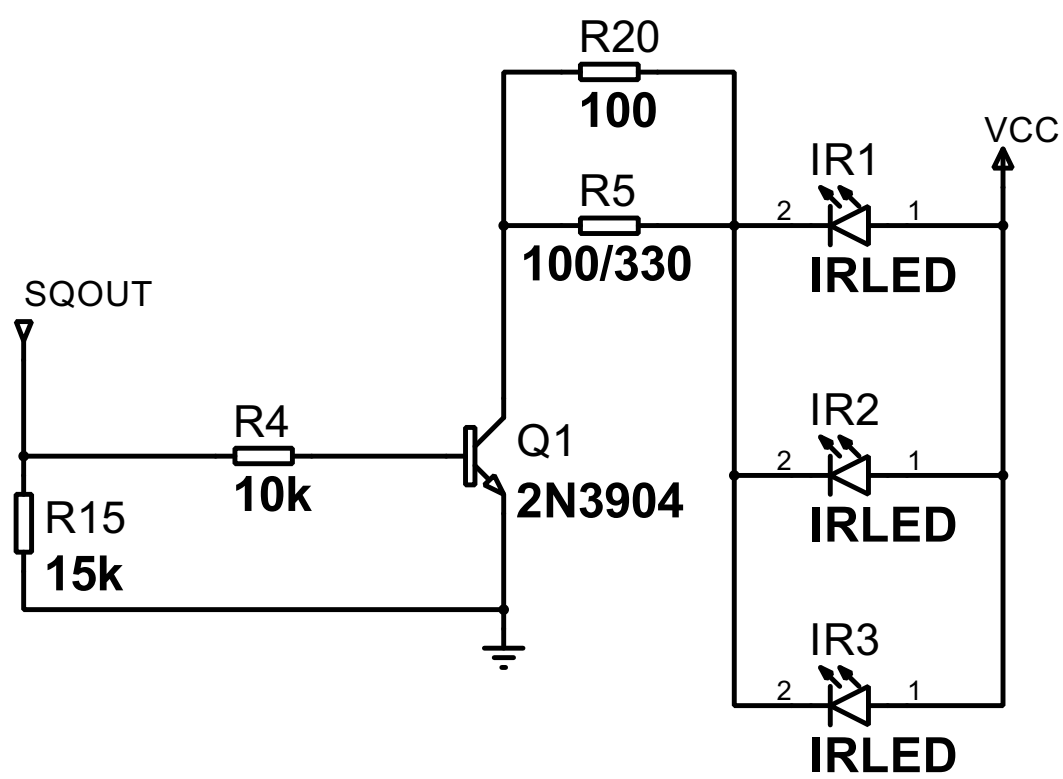 R20
100
VCC
IR1
R5
2 1
100/330
IRLED
SQOUT
IR2
R4
Q1
2 1
10k
2N3904
R15
IRLED
15k
IR3
2 1
IRLED